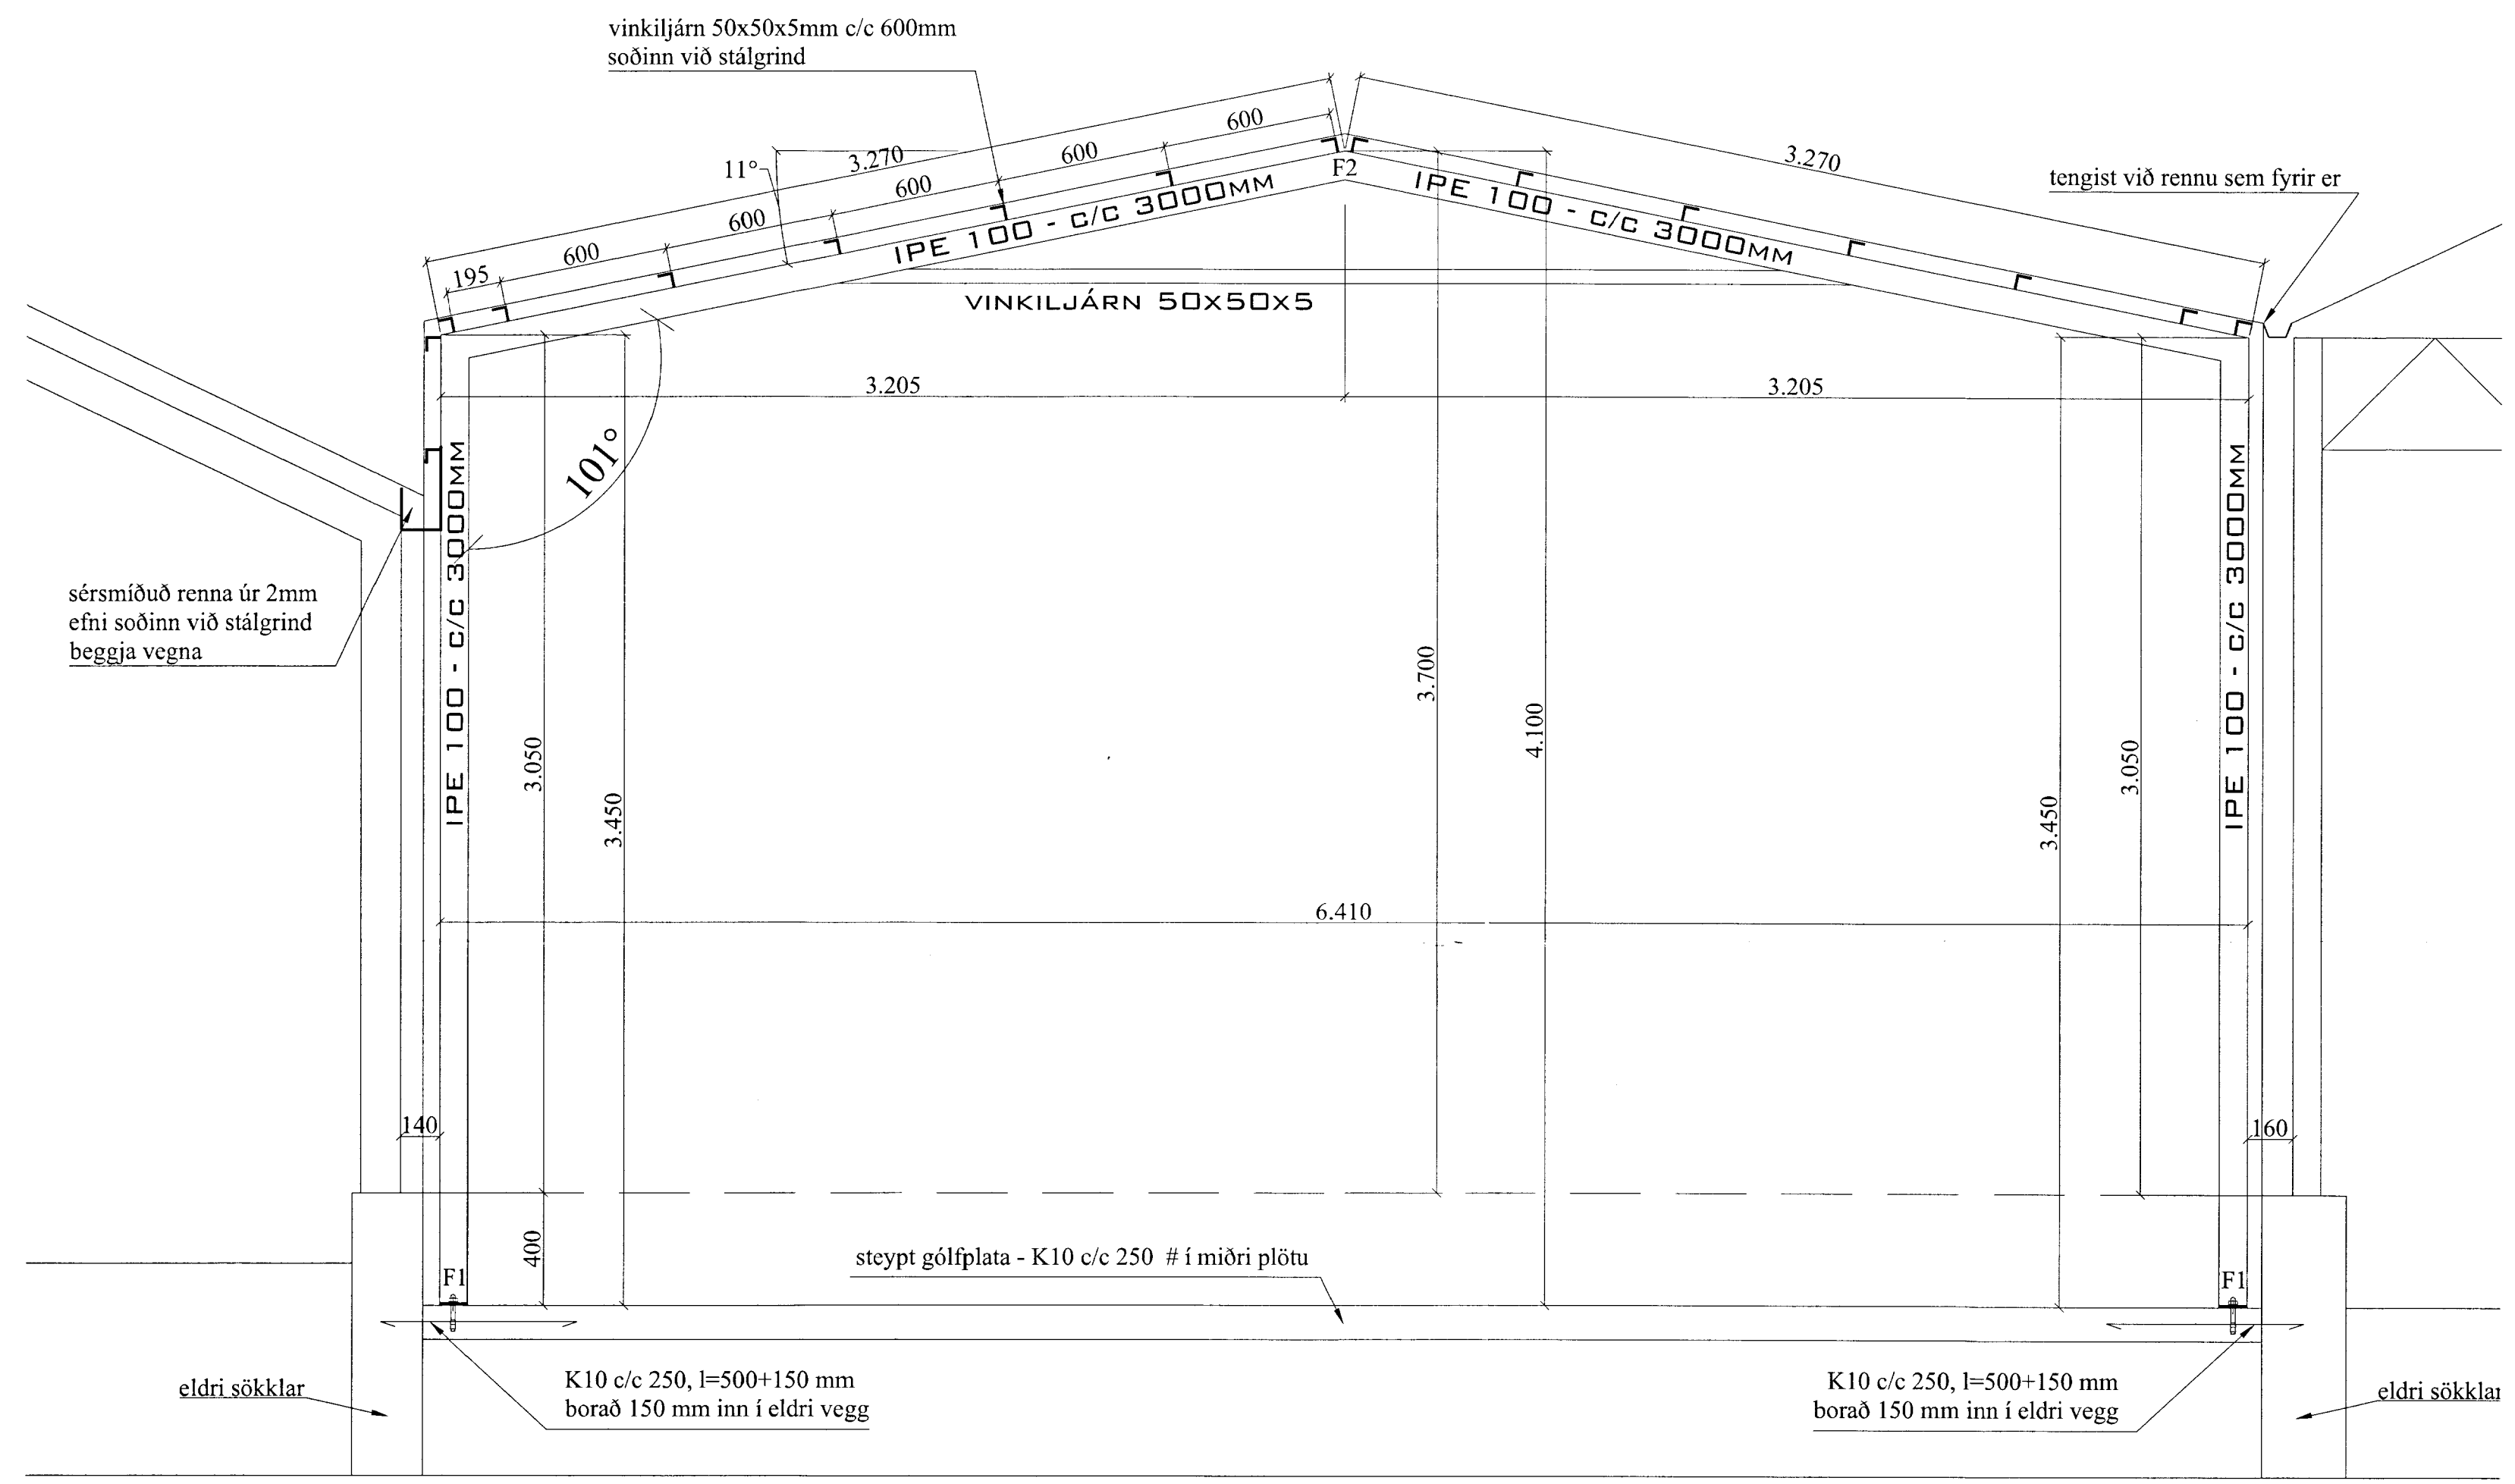 vinkiljárn 50x50x5mm c/c 600mm
soðinn við stálgrind
600
600
3.270
11°
600
600
600
195
F2
3.270
tengist við rennu sem fyrir er
IPE 100 - C/C 3000MM
IPE 100 - C/C 3000MM
VINKILJÁRN 50X50X5
3.205
3.205
101°
IPE 100 - C/C 3000MM
IPE 100 - C/C 3000MM
sérsmíðuð renna úr 2mm
efni soðinn við stálgrind
beggja vegna
3.700
4.100
3.050
3.450
3.450
3.050
6.410
140
160
400
steypt gólfplata - K10 c/c 250 # í miðri plötu
F1
F1
K10 c/c 250, l=500+150 mm
borað 150 mm inn í eldri vegg
K10 c/c 250, l=500+150 mm
borað 150 mm inn í eldri vegg
eldri sökklar
eldri sökklar